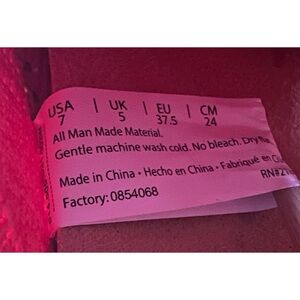 USA | UK | EU | CM
7 5 37.5 24
All Man Made Material.
Gentle machine wash cold. No bleach. Dry
Made in China • Hecho en China • Fabriqué en
Factory: 0854068